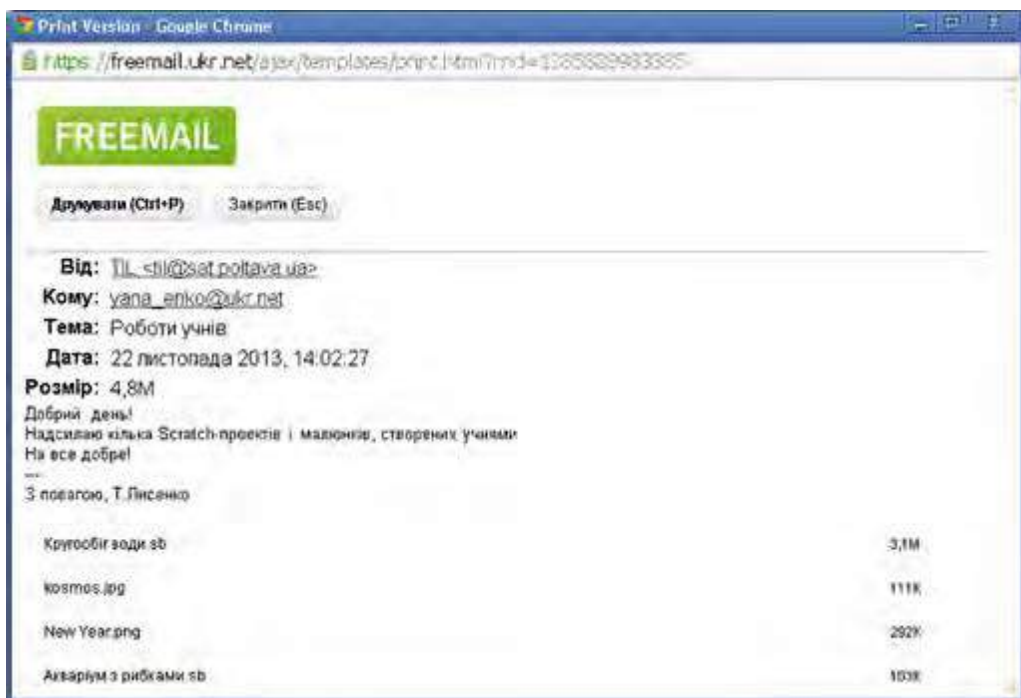 Print Version - Google Chrome
https://freemail.ukr.net/ajax/templates/print.html?rnd=
FREEMAIL
Друкувати (Ctrl+P) Закрити (Esc)
Від: TIL <til@sat.poltava.ua>
Кому: yana_enko@ukr.net
Тема: Роботи учнів
Дата: 22 листопада 2013, 14:02:27
Розмір: 4,8M
Добрий день!
Надсилаю кілька Scratch-проектів і малюнків, створених учнями
На все добре!
---
З повагою, Т.Лисенко
Кругообіг води.sb 3,1M
kosmos.jpg 111K
New Year.png 292K
Акваріум з рибками.sb